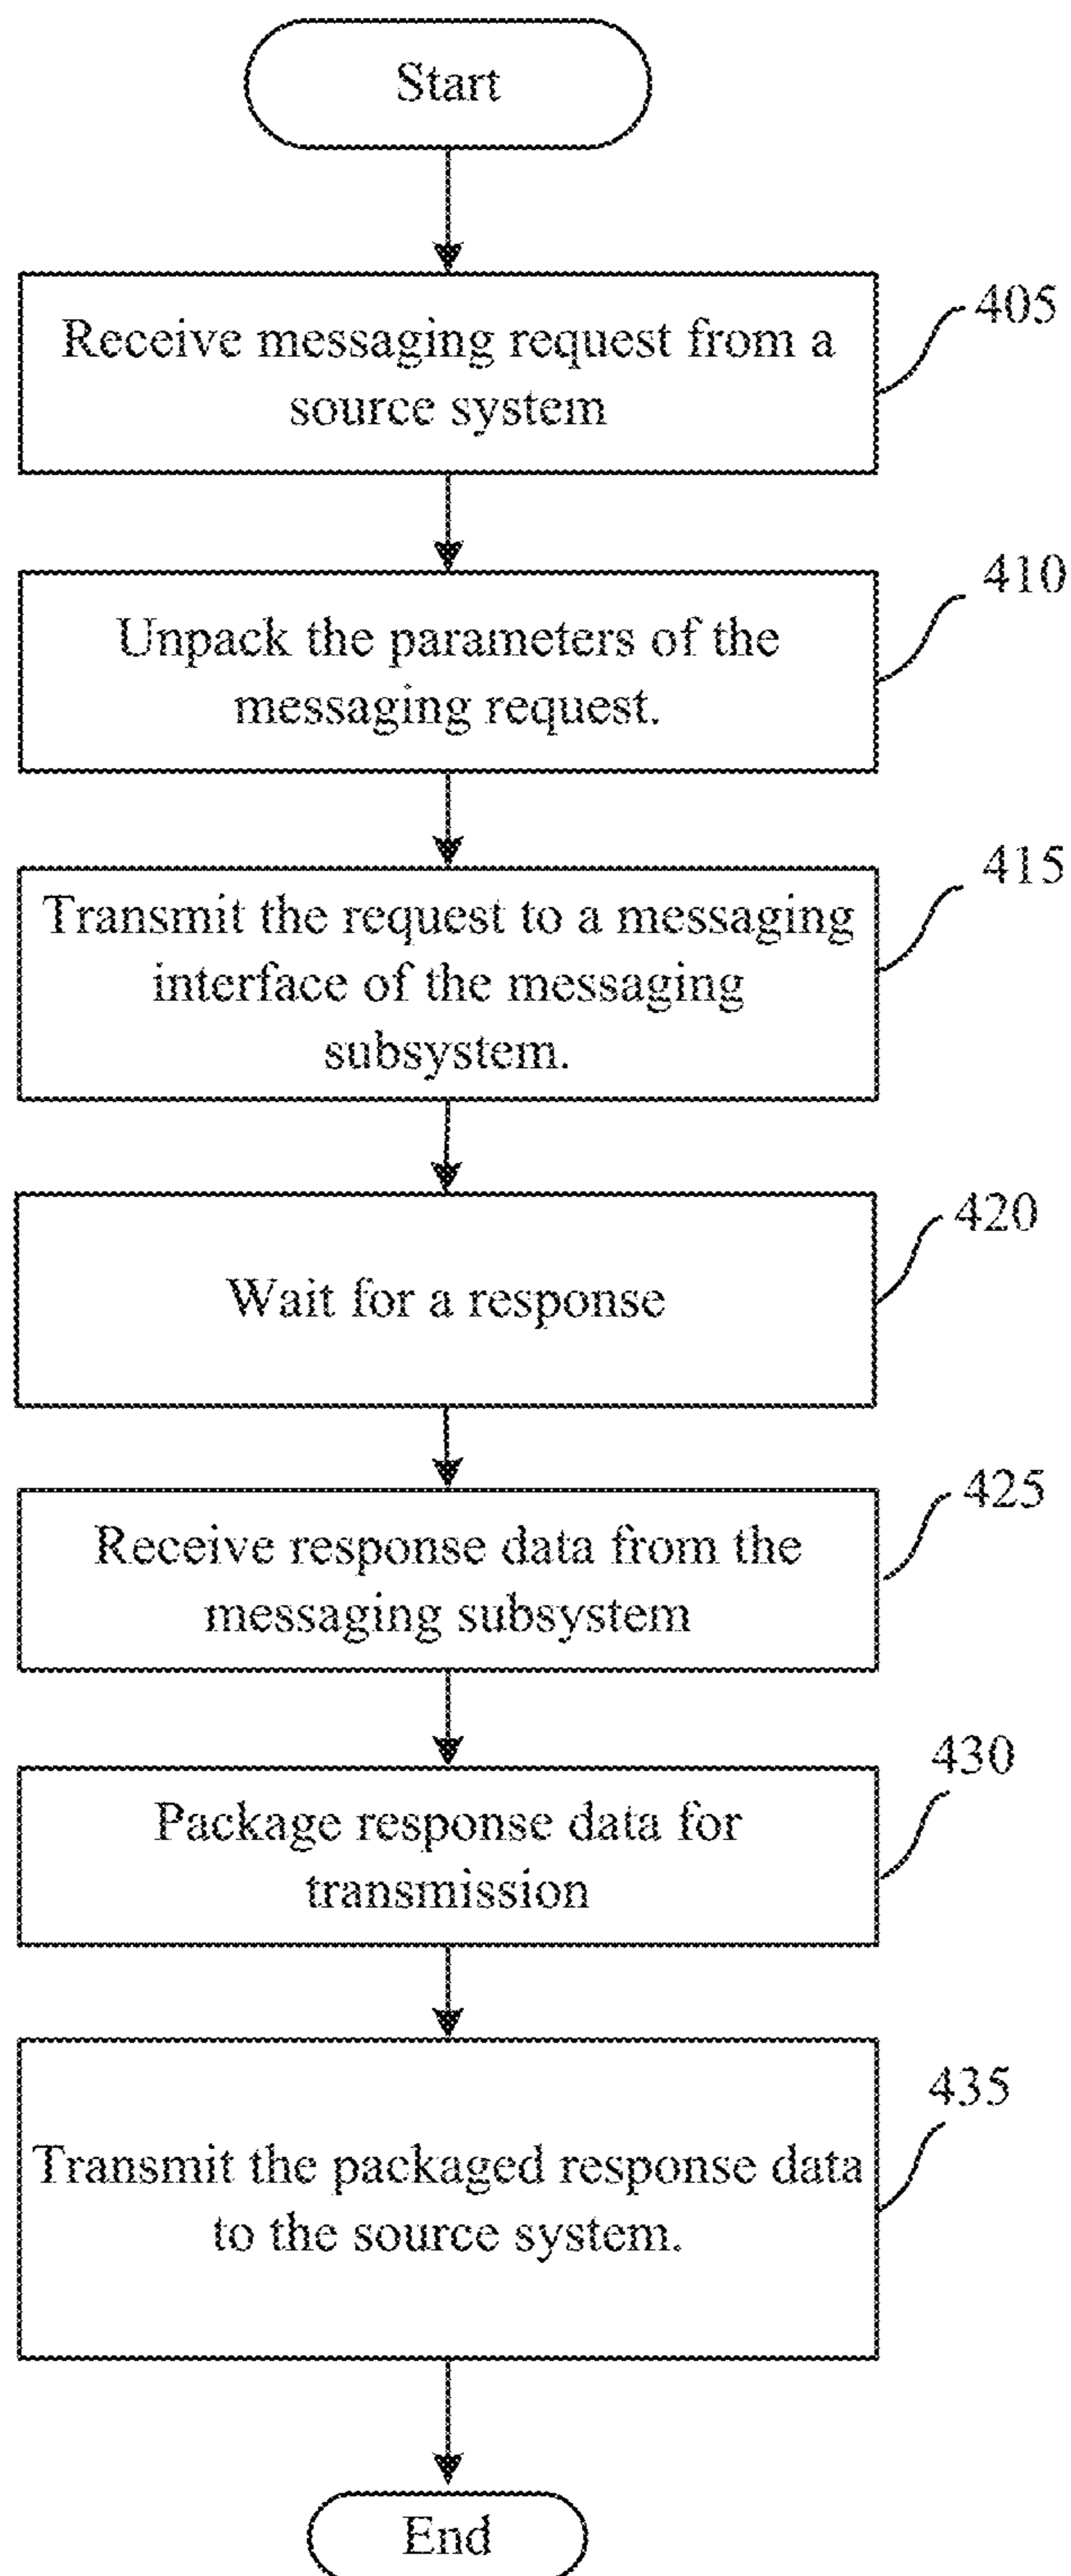 Start
Receive messaging request from a
source system
405
Unpack the parameters of the
messaging request.
410
Transmit the request to a messaging
interface of the messaging
subsystem.
415
Wait for a response
420
Receive response data from the
messaging subsystem
425
Package response data for
transmission
430
Transmit the packaged response data
to the source system.
435
End